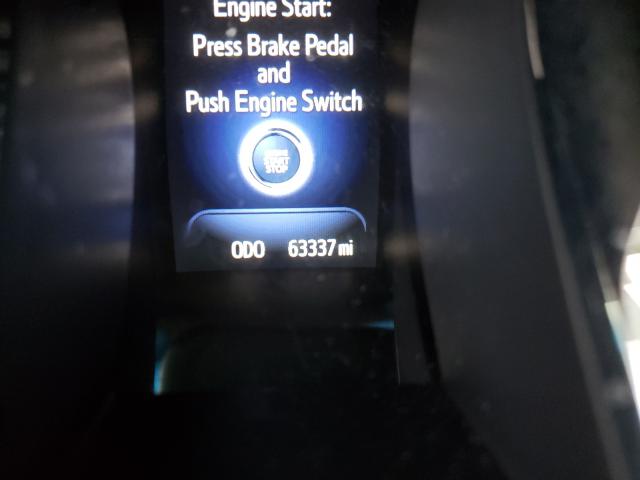 Engine Start:
Press Brake Pedal
and
Push Engine Switch
ENGINE
START
STOP
ODO 63337 mi